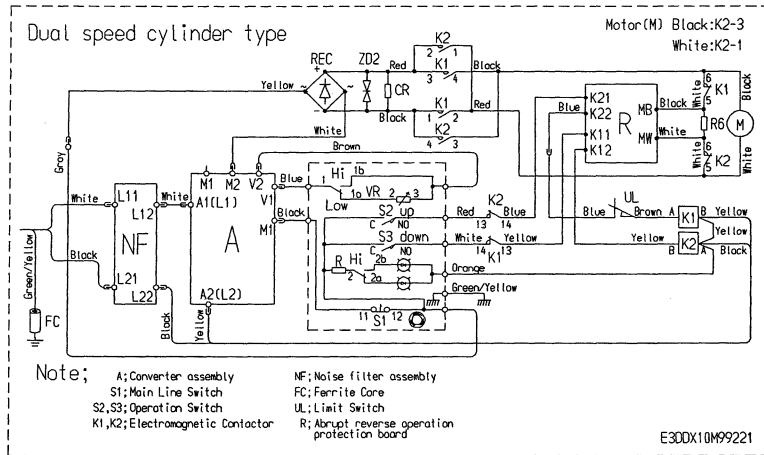 Dual speed cylinder type
Motor(M) Black:K2-3
White:K2-1
REC
ZD2
K2
2 1
+
~
~
Yellow
Red
K1
3 4
Black
CR
K1
1 2
Red
Black
K2
4 3
White
Brown
Gray
K21
K22
K11
K12
R
MB
MW
Blue
Black
White
White
6
5
K1
R6
6
5
K2
White
Black
M
White
White
L11
L12
NF
L21
L22
White
Black
Green/Yellow
FC
White
Black
M1
M2
V2
V1
A1(L1)
M1
A
A2(L2)
Yellow
Blue
Black
Hi
1b
1
1a
VR
2
3
Low
S2
up
C
NO
S3
down
C
NO
R
Hi
2b
2
2a
S1
11
12
Red
K2
13
14
Blue
White
14
13
K1
Yellow
Orange
Green/Yellow
UL
Blue
Brown
A
K1
B
Yellow
Yellow
B
K2
A
Yellow
Black
Note;
A;Converter assembly
S1;Main Line Switch
S2,S3;Operation Switch
K1,K2;Electromagnetic Contactor
NF;Noise filter assembly
FC;Ferrite Core
UL;Limit Switch
R;Abrupt reverse operation
protection board
E3DDX10M99221